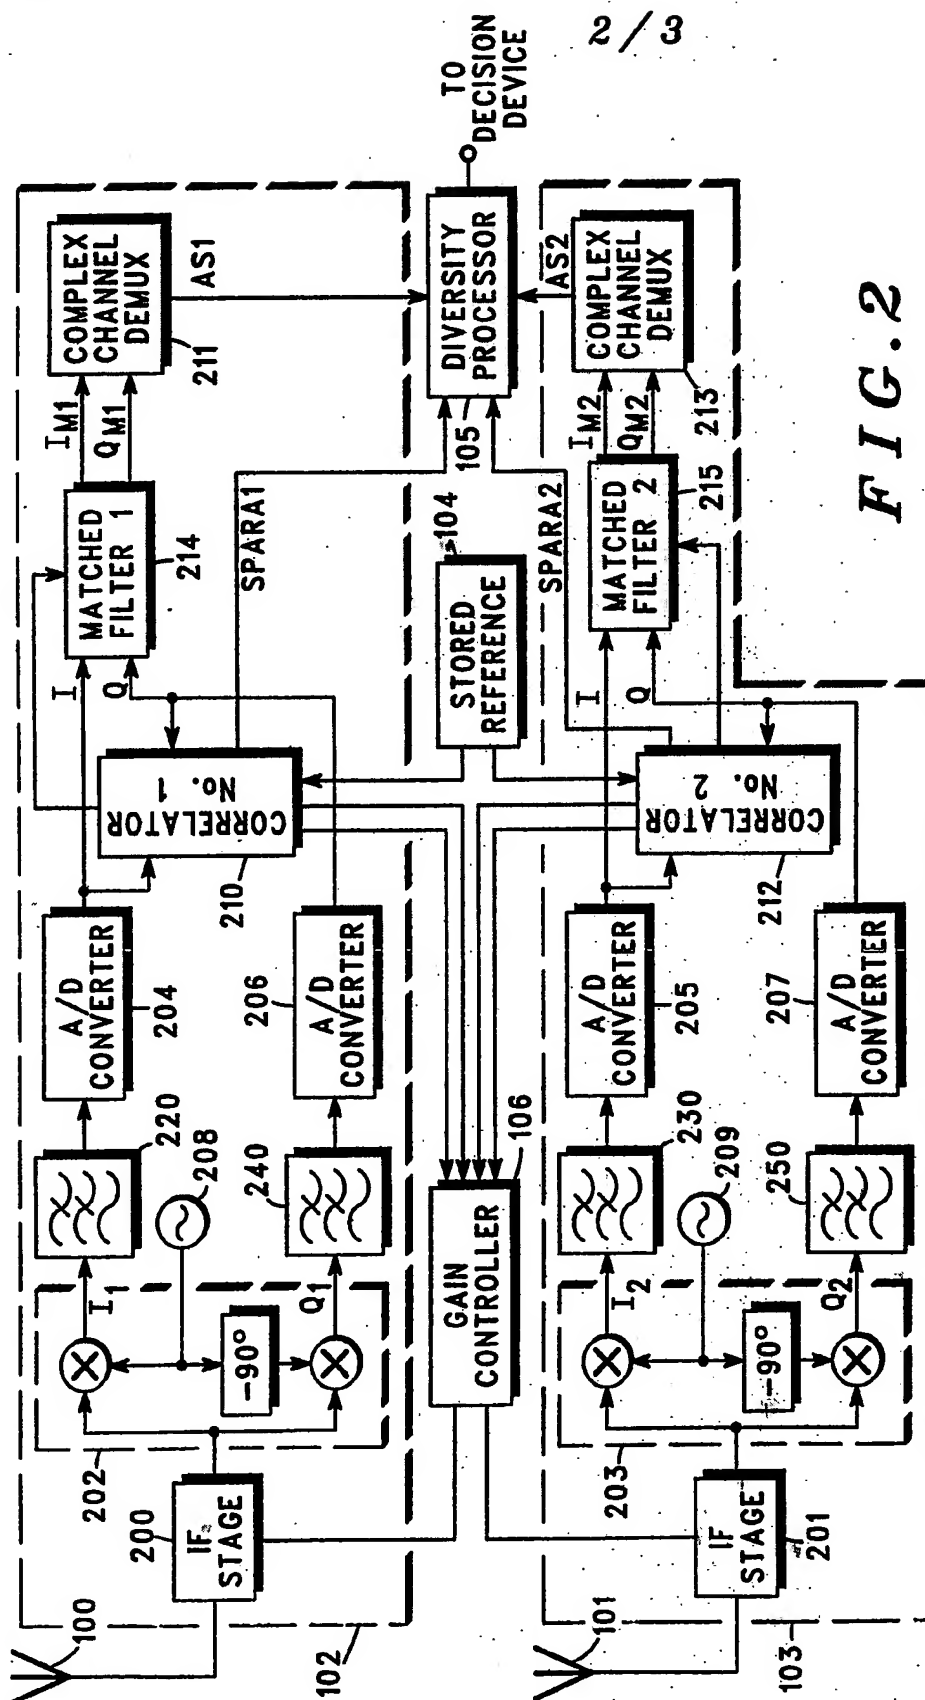 2/3
100
102
IF
STAGE
200
202
-90°
I1
Q1
208
220
240
A/D
CONVERTER
204
206
A/D
CONVERTER
CORRELATOR
No. 1
210
I
Q
MATCHED
FILTER 1
214
IM1
QM1
COMPLEX
CHANNEL
DEMUX
211
AS1
SPARA1
GAIN
CONTROLLER
106
STORED
REFERENCE
104
DIVERSITY
PROCESSOR
105
TO
DECISION
DEVICE
101
103
IF
STAGE
201
203
-90°
I2
Q2
209
230
250
A/D
CONVERTER
205
207
A/D
CONVERTER
CORRELATOR
No. 2
212
I
Q
SPARA2
MATCHED
FILTER 2
215
IM2
QM2
COMPLEX
CHANNEL
DEMUX
213
AS2
FIG.2